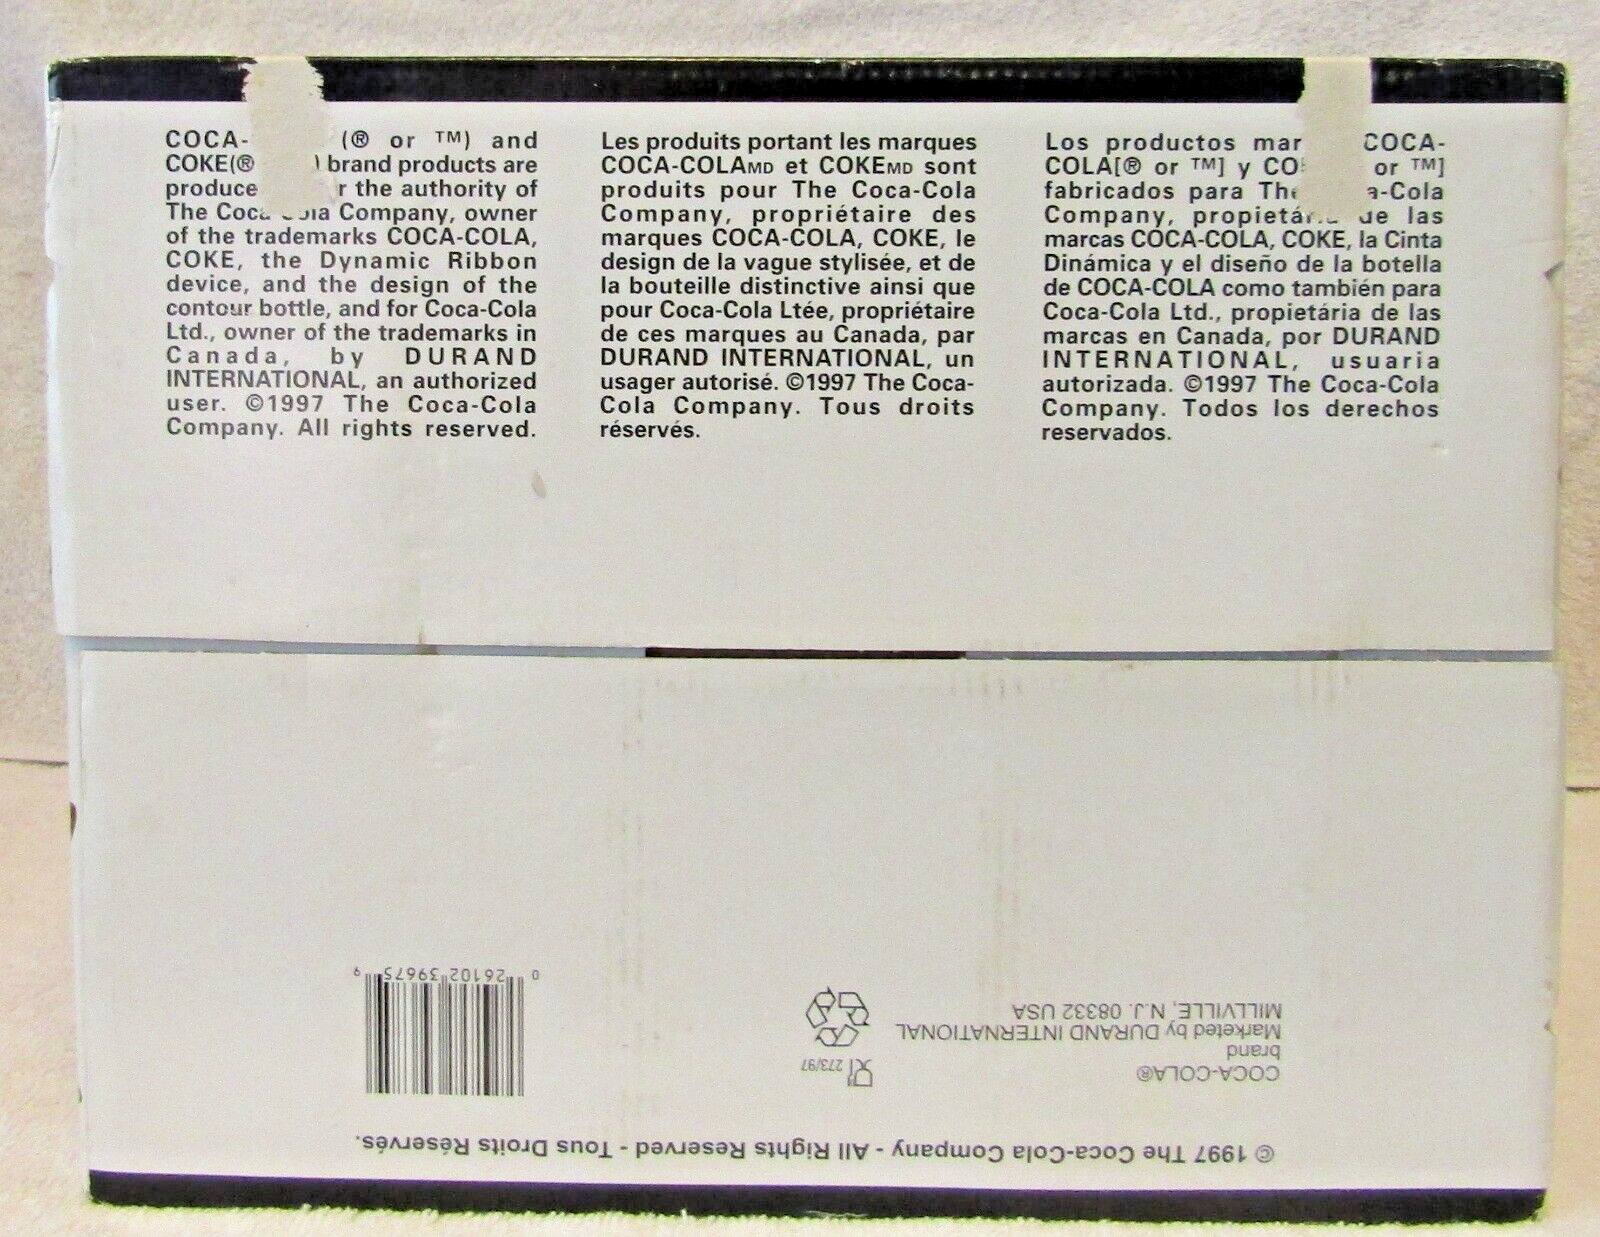 COCA- (® or ™) and
COKE(® ) brand products are
produce r the authority of
The Coca-Cola Company, owner
of the trademarks COCA-COLA,
COKE, the Dynamic Ribbon
device, and the design of the
contour bottle, and for Coca-Cola
Ltd., owner of the trademarks in
Canada, by DURAND
INTERNATIONAL, an authorized
user. ©1997 The Coca-Cola
Company. All rights reserved.
Les produits portant les marques
COCA-COLAMD et COKEMD sont
produits pour The Coca-Cola
Company, propriétaire des
marques COCA-COLA, COKE, le
design de la vague stylisée, et de
la bouteille distinctive ainsi que
pour Coca-Cola Ltée, propriétaire
de ces marques au Canada, par
DURAND INTERNATIONAL, un
usager autorisé. ©1997 The Coca-
Cola Company. Tous droits
réservés.
Los productos mar COCA-
COLA[® or ™] y CO or ™]
fabricados para The a-Cola
Company, propietária de las
marcas COCA-COLA, COKE, la Cinta
Dinámica y el diseño de la botella
de COCA-COLA como también para
Coca-Cola Ltd., propietária de las
marcas en Canada, por DURAND
INTERNATIONAL, usuaria
autorizada. ©1997 The Coca-Cola
Company. Todos los derechos
reservados.
© 1997 The Coca-Cola Company - All Rights Reserved - Tous Droits Réservés.
COCA-COLA®
brand
Marketed by DURAND INTERNATIONAL
MILLVILLE, N.J. 08332 USA
273/97
0 26102 39675 9